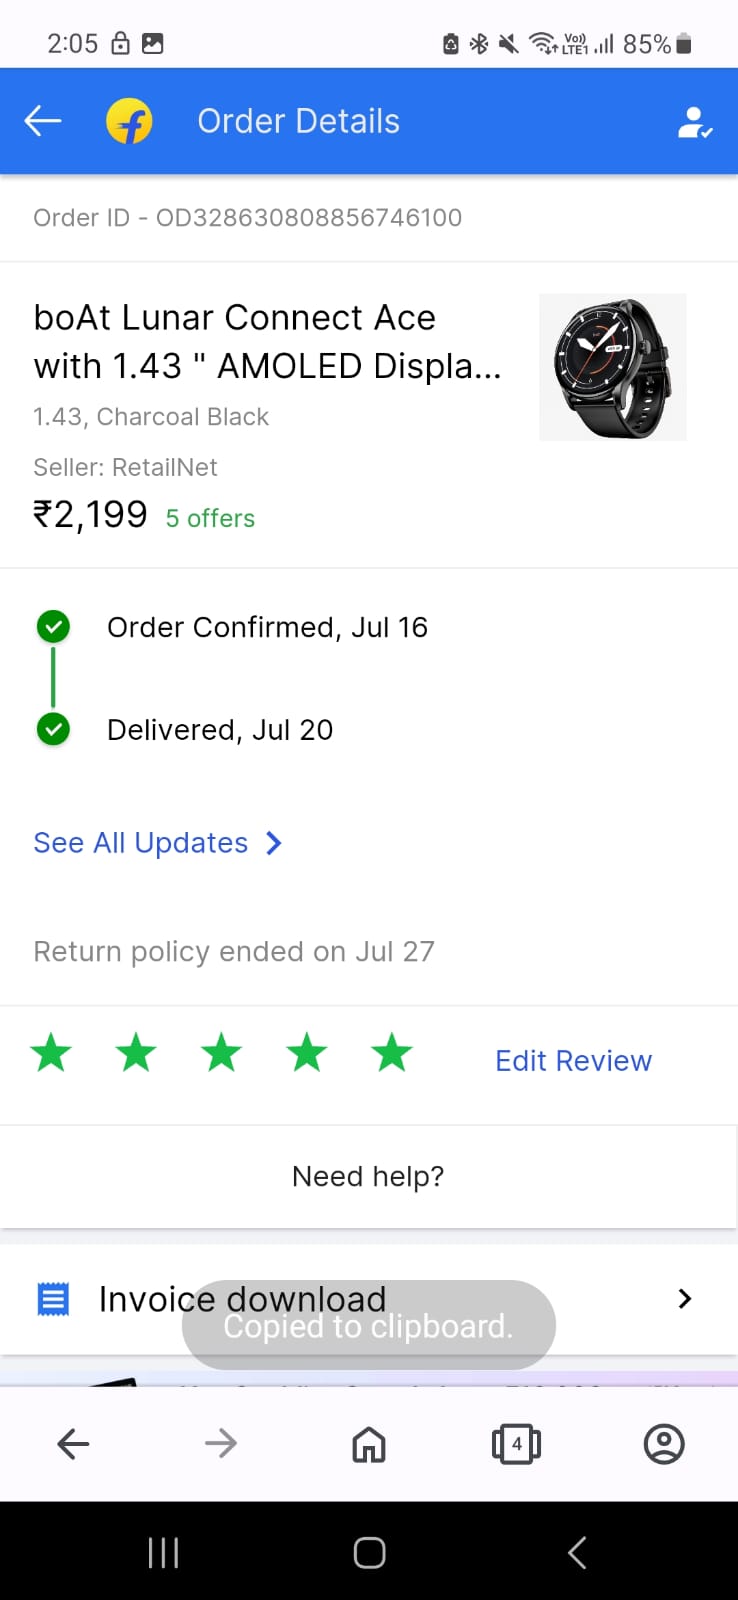 2:05
Vo))
LTE1
85%
Order Details
Order ID - OD328630808856746100
boAt Lunar Connect Ace
with 1.43 " AMOLED Displa...
1.43, Charcoal Black
Seller: RetailNet
₹2,199 5 offers
Order Confirmed, Jul 16
Delivered, Jul 20
See All Updates
Return policy ended on Jul 27
Edit Review
Need help?
Invoice download
Copied to clipboard.
4